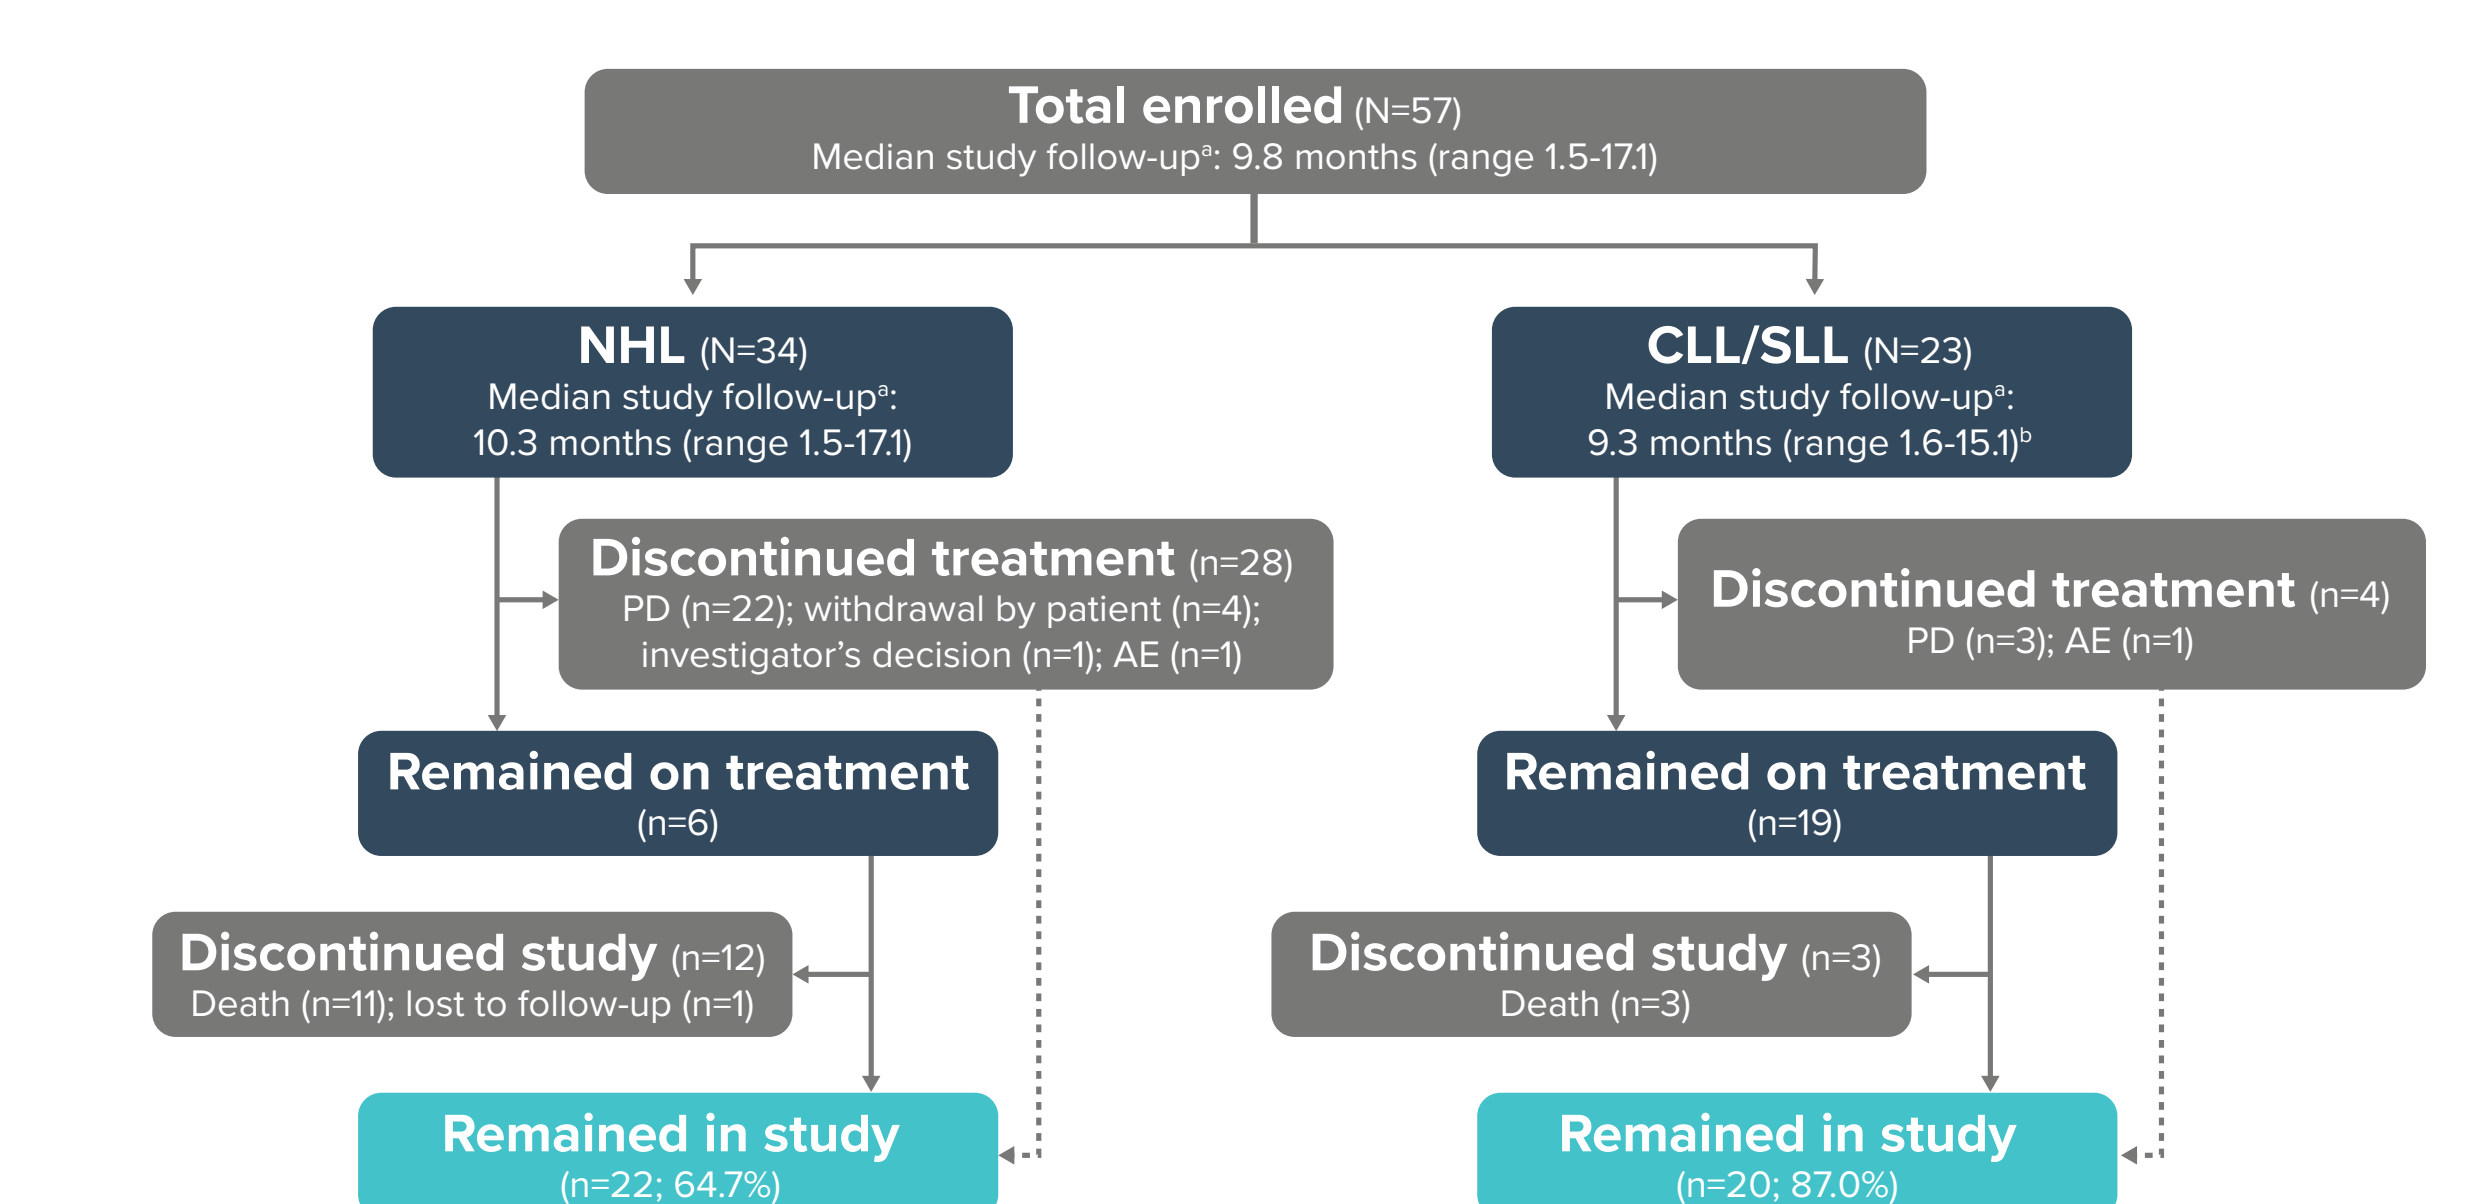 Total enrolled (N=57)
Median study follow-upᵃ: 9.8 months (range 1.5-17.1)
NHL (N=34)
Median study follow-upᵃ:
10.3 months (range 1.5-17.1)
CLL/SLL (N=23)
Median study follow-upᵃ:
9.3 months (range 1.6-15.1)ᵇ
Discontinued treatment (n=28)
PD (n=22); withdrawal by patient (n=4);
investigator’s decision (n=1); AE (n=1)
Discontinued treatment (n=4)
PD (n=3); AE (n=1)
Remained on treatment
(n=6)
Remained on treatment
(n=19)
Discontinued study (n=12)
Death (n=11); lost to follow-up (n=1)
Discontinued study (n=3)
Death (n=3)
Remained in study
(n=22; 64.7%)
Remained in study
(n=20; 87.0%)